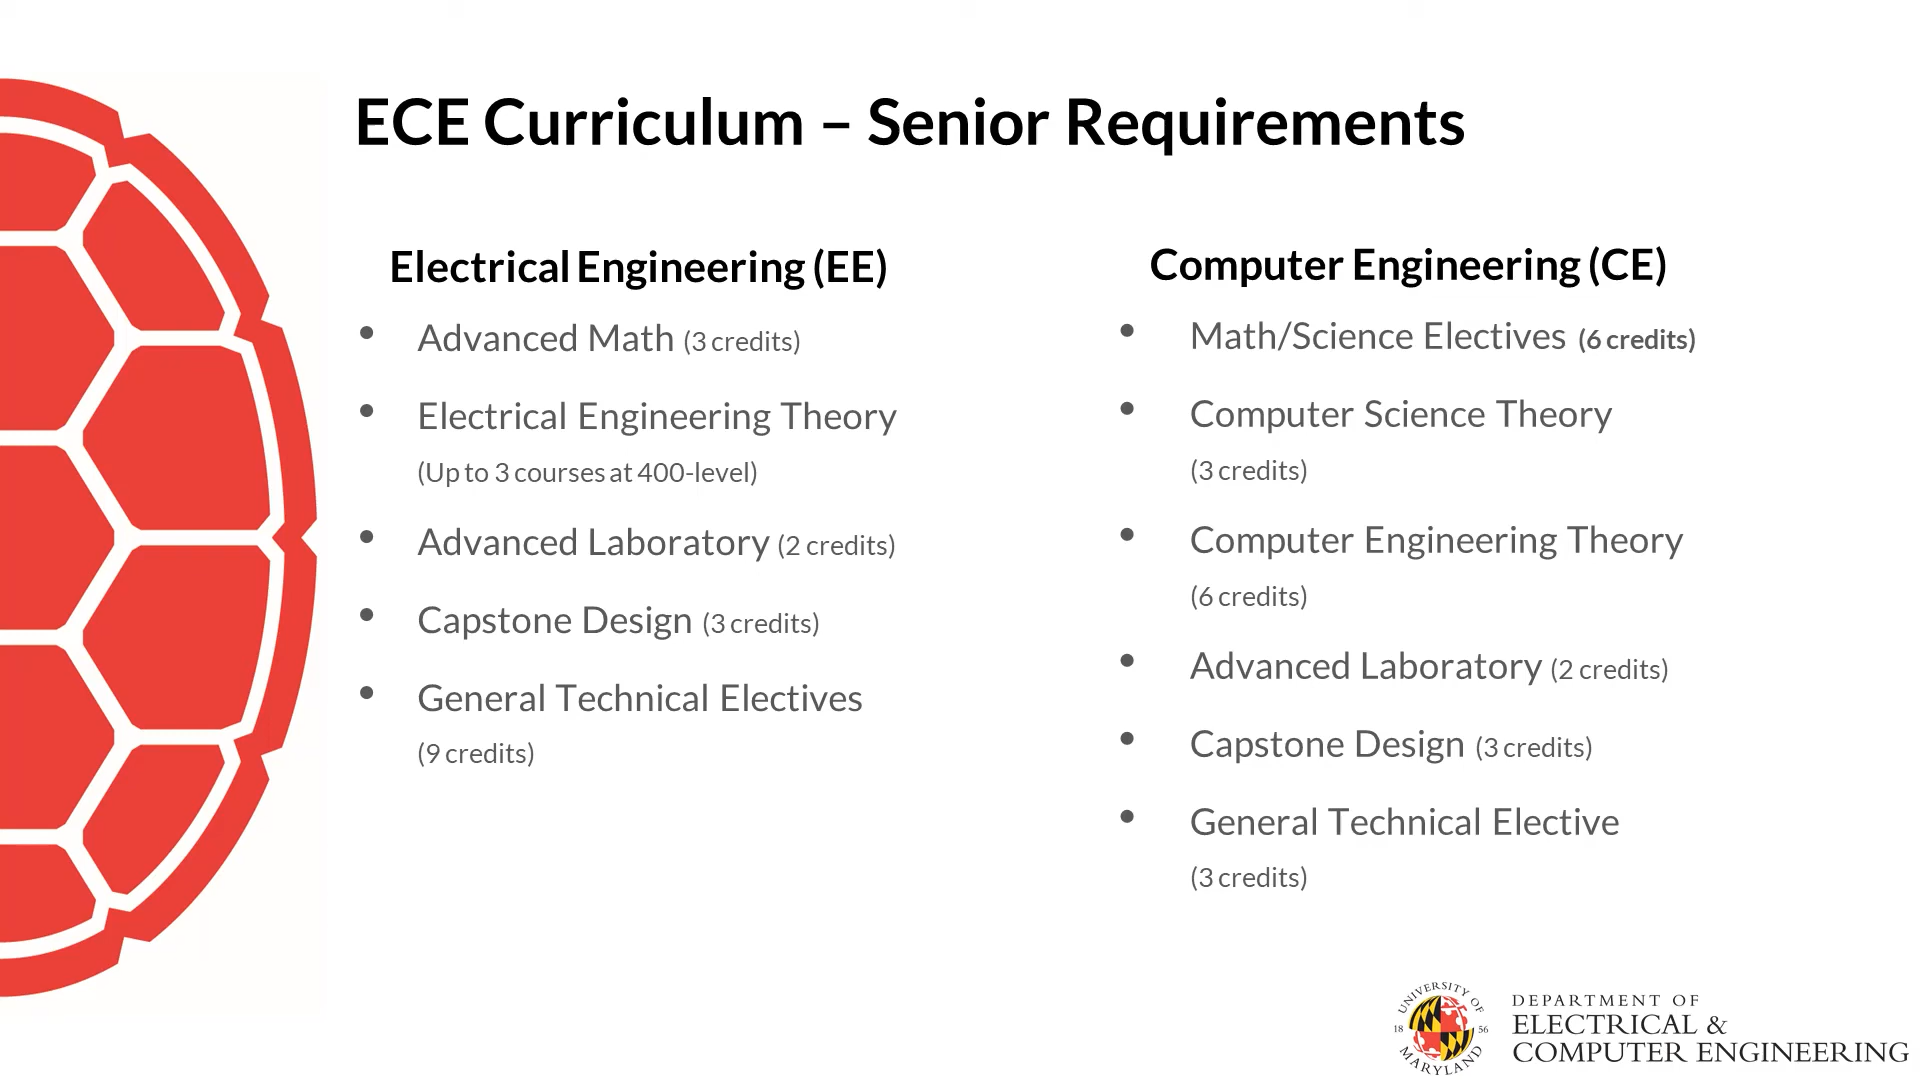 ECE Curriculum – Senior Requirements
Electrical Engineering (EE)
• Advanced Math (3 credits)
• Electrical Engineering Theory
(Up to 3 courses at 400-level)
• Advanced Laboratory (2 credits)
• Capstone Design (3 credits)
• General Technical Electives
(9 credits)
Computer Engineering (CE)
• Math/Science Electives (6 credits)
• Computer Science Theory
(3 credits)
• Computer Engineering Theory
(6 credits)
• Advanced Laboratory (2 credits)
• Capstone Design (3 credits)
• General Technical Elective
(3 credits)
UNIVERSITY OF
18 56
MARYLAND
DEPARTMENT OF
ELECTRICAL &
COMPUTER ENGINEERING